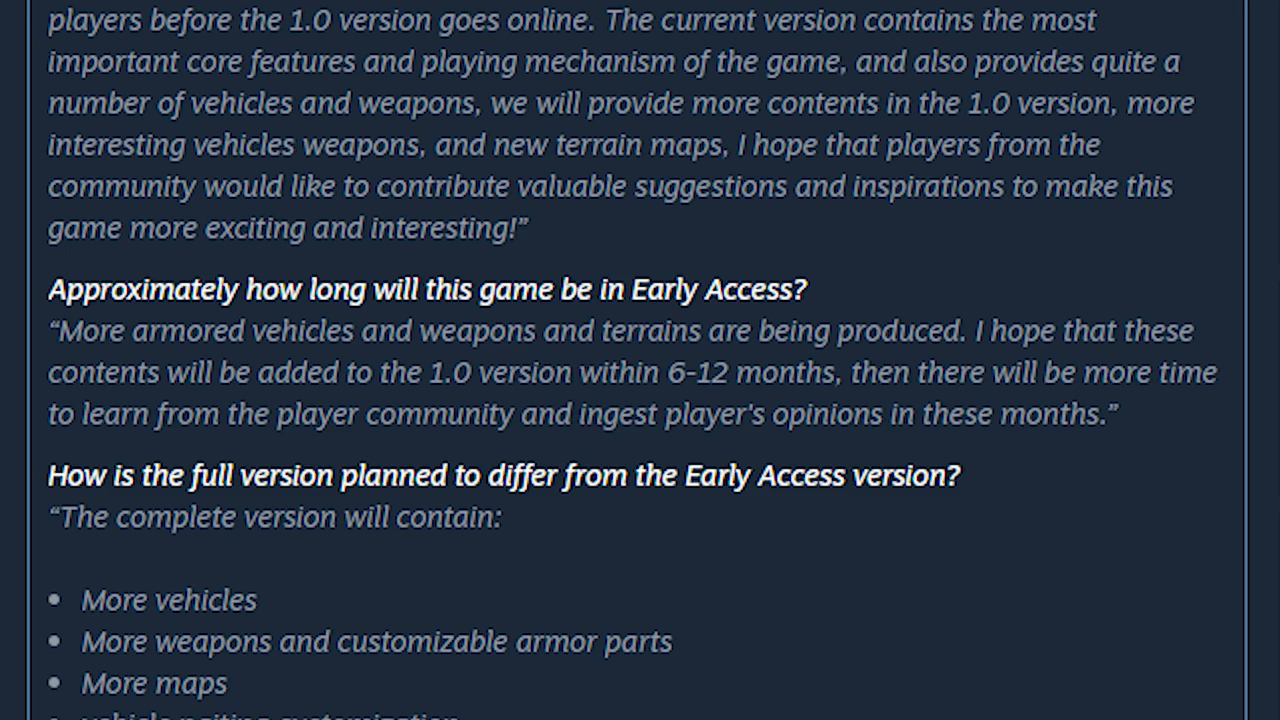 players before the 1.0 version goes online. The current version contains the most
important core features and playing mechanism of the game, and also provides quite a
number of vehicles and weapons, we will provide more contents in the 1.0 version, more
interesting vehicles weapons, and new terrain maps, I hope that players from the
community would like to contribute valuable suggestions and inspirations to make this
game more exciting and interesting!”
Approximately how long will this game be in Early Access?
“More armored vehicles and weapons and terrains are being produced. I hope that these
contents will be added to the 1.0 version within 6-12 months, then there will be more time
to learn from the player community and ingest player's opinions in these months.”
How is the full version planned to differ from the Early Access version?
“The complete version will contain:
• More vehicles
• More weapons and customizable armor parts
• More maps